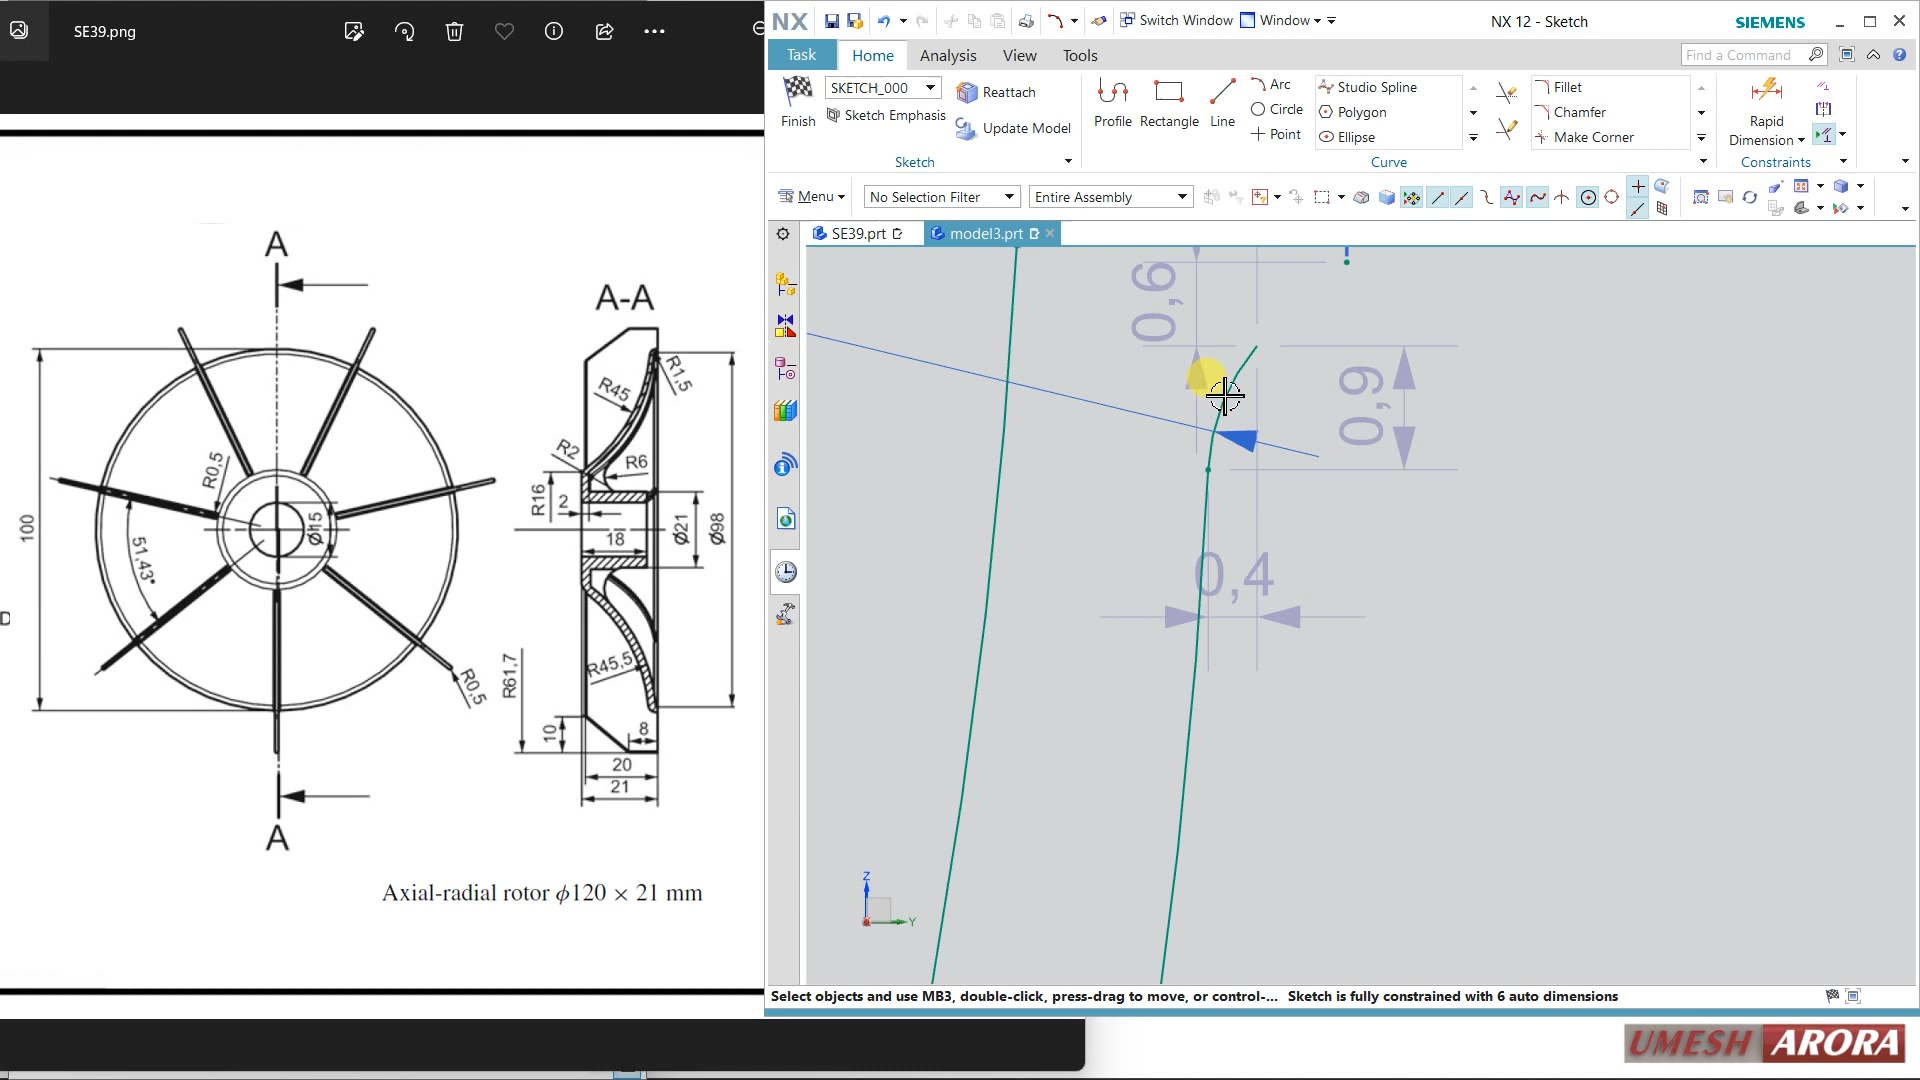 SE39.png
A
A-A
R1,5
R45
R2
R6
R0,5
R16
2
100
Ø15
18
Ø21
Ø98
51,43°
R45,5
R61,7
R0,5
10
8
20
21
A
Axial-radial rotor ϕ120 × 21 mm
NX
Switch Window
Window
NX 12 - Sketch
SIEMENS
Task
Home
Analysis
View
Tools
Find a Command
SKETCH_000
Reattach
Finish
Sketch Emphasis
Update Model
Sketch
Profile
Rectangle
Line
Arc
Circle
Point
Studio Spline
Polygon
Ellipse
Fillet
Chamfer
Make Corner
Curve
Rapid
Dimension
Constraints
Menu
No Selection Filter
Entire Assembly
SE39.prt
model3.prt
0,6
0,9
0,4
Z
Y
Select objects and use MB3, double-click, press-drag to move, or control-...
Sketch is fully constrained with 6 auto dimensions
UMESH ARORA